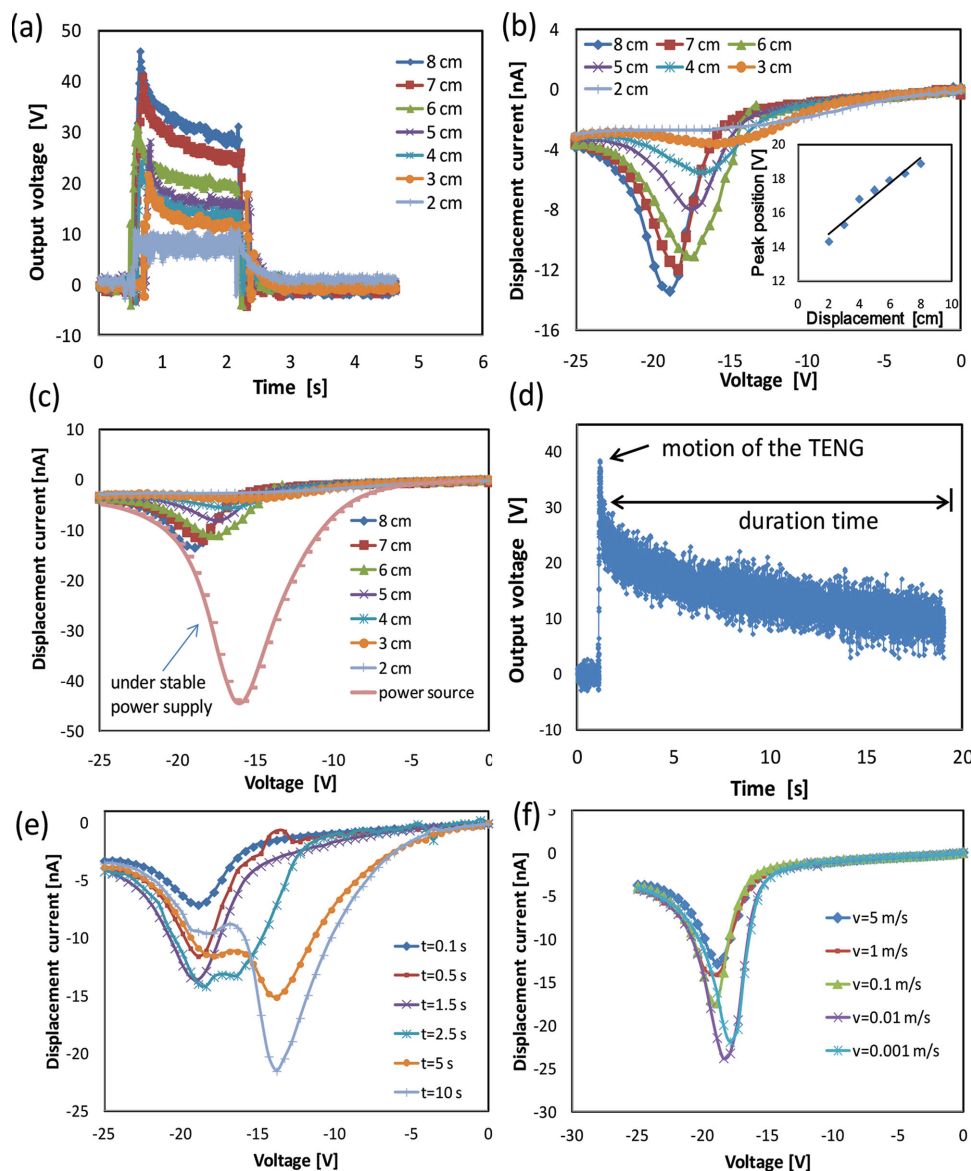 (a)
50
40
30
20
10
0
-10
Output voltage [V]
0 1 2 3 4 5 6
Time [s]
8 cm
7 cm
6 cm
5 cm
4 cm
3 cm
2 cm
(b)
4
0
-4
-8
-12
-16
Displacement current [nA]
8 cm 7 cm 6 cm
5 cm 4 cm 3 cm
2 cm
20
18
16
14
12
Peak position [V]
0 2 4 6 8 10
Displacement [cm]
-25 -20 -15 -10 -5 0
Voltage [V]
(c)
10
0
-10
-20
-30
-40
-50
Displacement current [nA]
8 cm
7 cm
6 cm
5 cm
4 cm
3 cm
2 cm
power source
under stable
power supply
-25 -20 -15 -10 -5 0
Voltage [V]
(d)
40
30
20
10
0
-10
Output voltage [V]
motion of the TENG
duration time
0 5 10 15 20
Time [s]
(e)
0
-5
-10
-15
-20
-25
Displacement current [nA]
t=0.1 s
t=0.5 s
t=1.5 s
t=2.5 s
t=5 s
t=10 s
-25 -20 -15 -10 -5 0
Voltage [V]
(f)
5
0
-5
-10
-15
-20
-25
-30
Displacement current [nA]
v=5 m/s
v=1 m/s
v=0.1 m/s
v=0.01 m/s
v=0.001 m/s
-30 -25 -20 -15 -10 -5 0
Voltage [V]